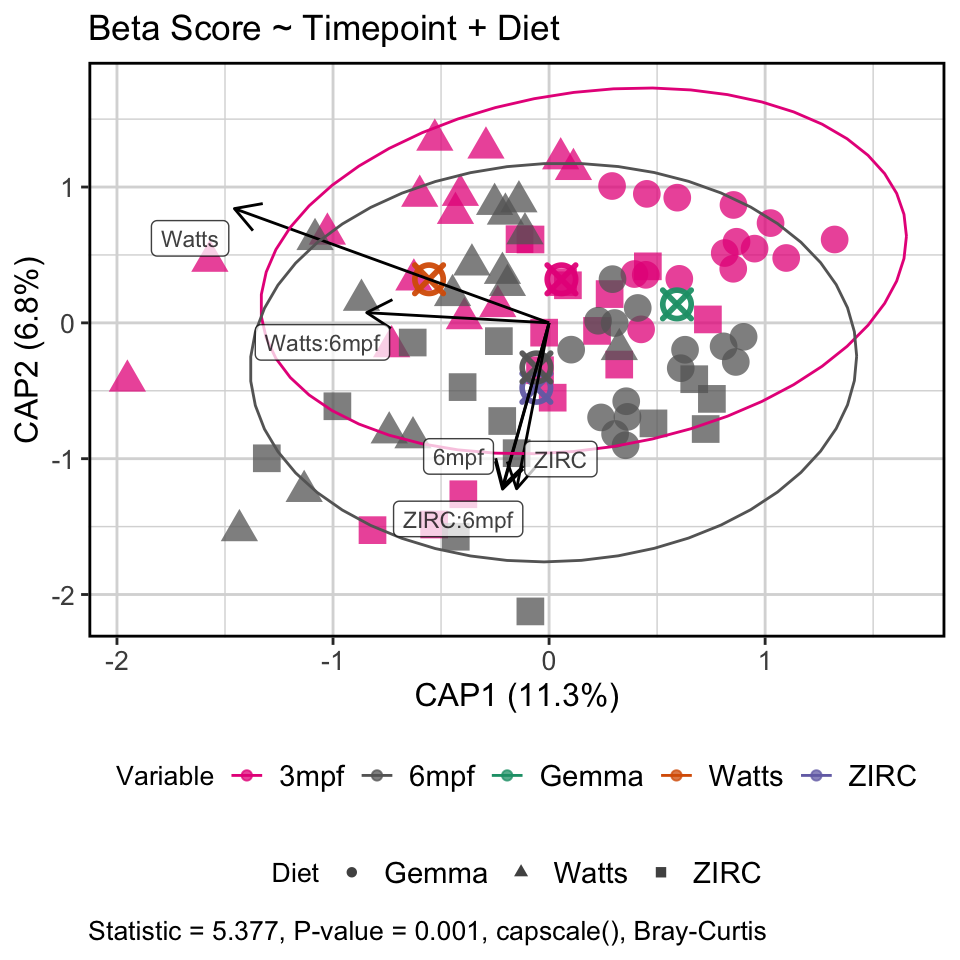 Beta Score ~ Timepoint + Diet
CAP2 (6.8%)
1
0
-1
-2
Watts
Watts:6mpf
6mpf
ZIRC
ZIRC:6mpf
-2 -1 0 1
CAP1 (11.3%)
Variable 3mpf 6mpf Gemma Watts ZIRC
Diet Gemma Watts ZIRC
Statistic = 5.377, P-value = 0.001, capscale(), Bray-Curtis